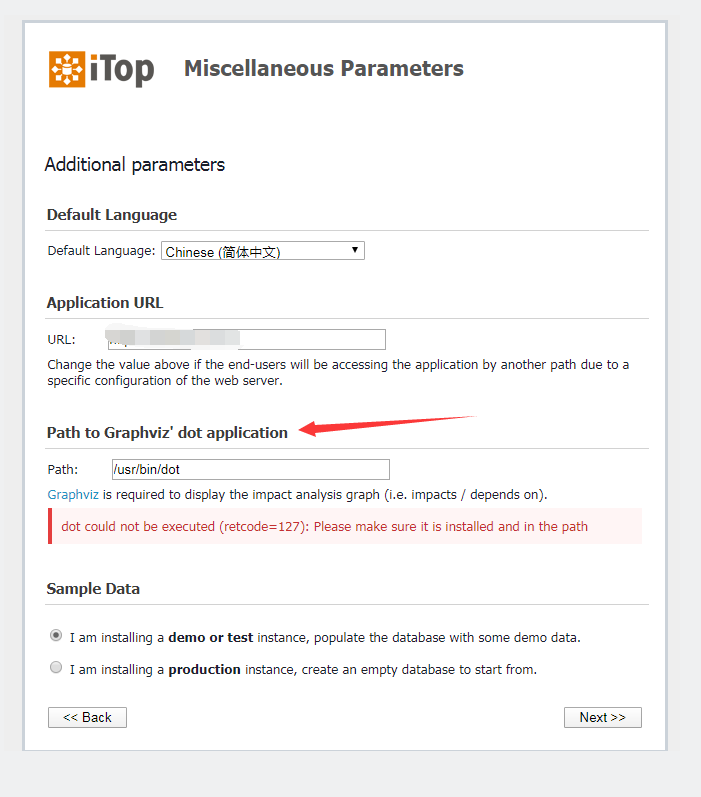 iTop
Miscellaneous Parameters
Additional parameters
Default Language
Default Language: Chinese (简体中文)
Application URL
URL:
Change the value above if the end-users will be accessing the application by another path due to a
specific configuration of the web server.
Path to Graphviz' dot application
Path: /usr/bin/dot
Graphviz is required to display the impact analysis graph (i.e. impacts / depends on).
dot could not be executed (retcode=127): Please make sure it is installed and in the path
Sample Data
I am installing a demo or test instance, populate the database with some demo data.
I am installing a production instance, create an empty database to start from.
<< Back
Next >>